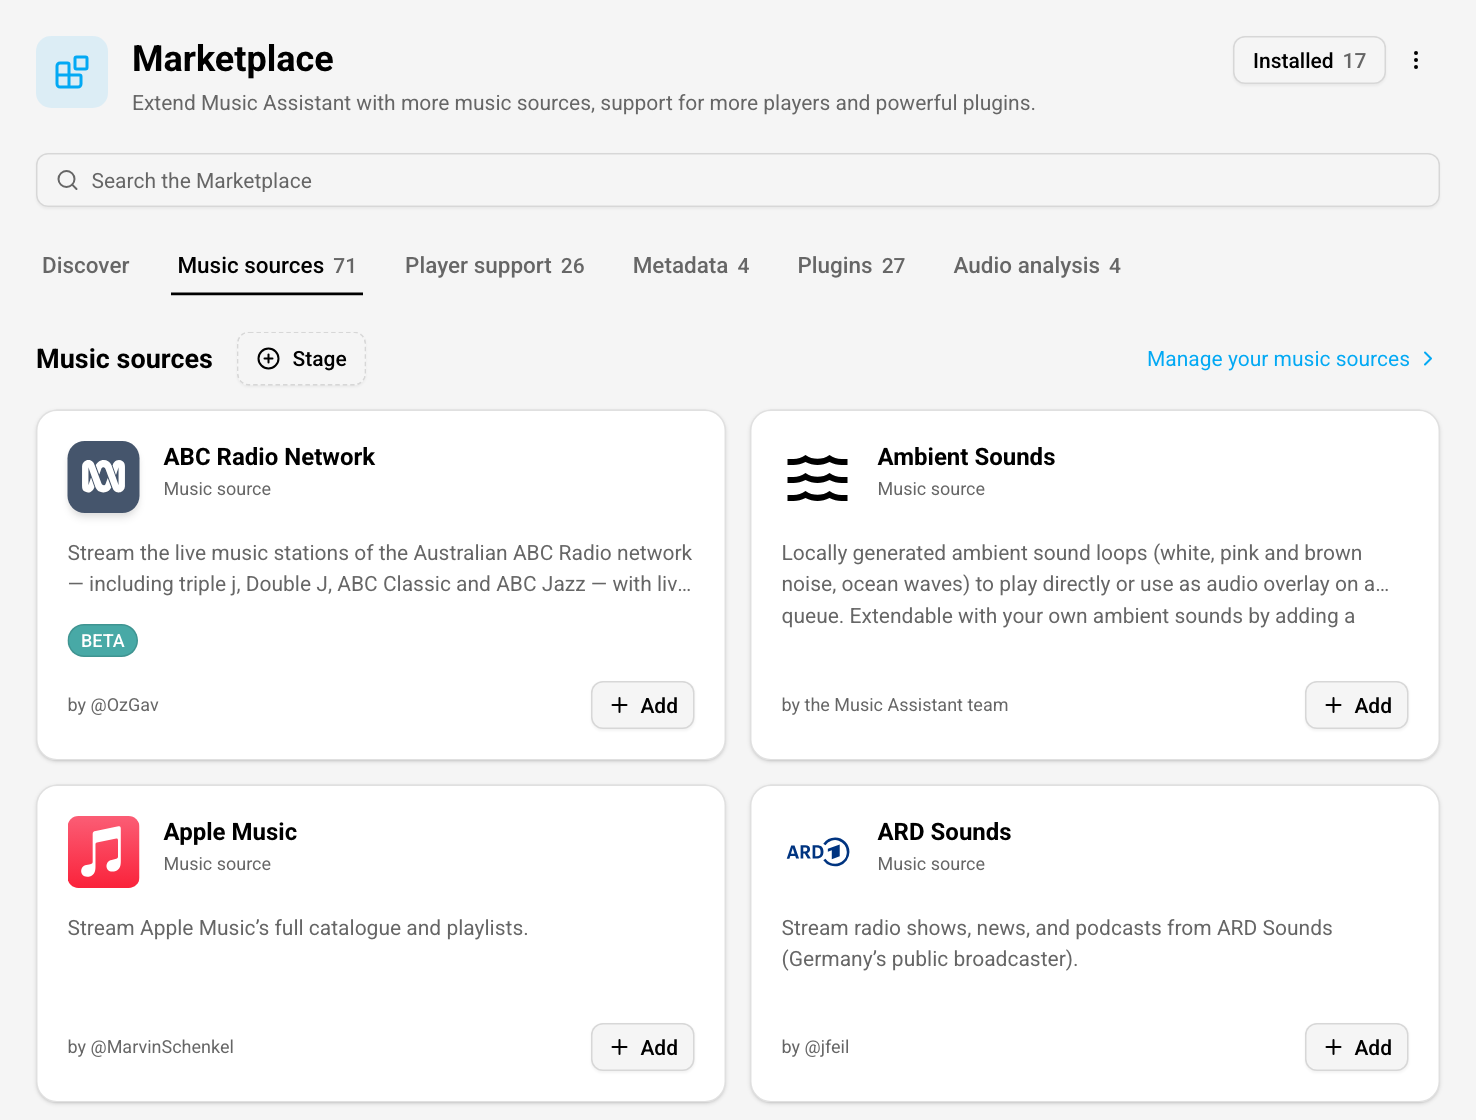 Marketplace
Installed 17
Extend Music Assistant with more music sources, support for more players and powerful plugins.
Search the Marketplace
Discover Music sources 71 Player support 26 Metadata 4 Plugins 27 Audio analysis 4
Music sources
Stage
Manage your music sources
ABC Radio Network
Music source
Stream the live music stations of the Australian ABC Radio network
— including triple j, Double J, ABC Classic and ABC Jazz — with liv…
BETA
by @OzGav
Add
Ambient Sounds
Music source
Locally generated ambient sound loops (white, pink and brown
noise, ocean waves) to play directly or use as audio overlay on a…
queue. Extendable with your own ambient sounds by adding a
by the Music Assistant team
Add
Apple Music
Music source
Stream Apple Music’s full catalogue and playlists.
by @MarvinSchenkel
Add
ARD
ARD Sounds
Music source
Stream radio shows, news, and podcasts from ARD Sounds
(Germany’s public broadcaster).
by @jfeil
Add